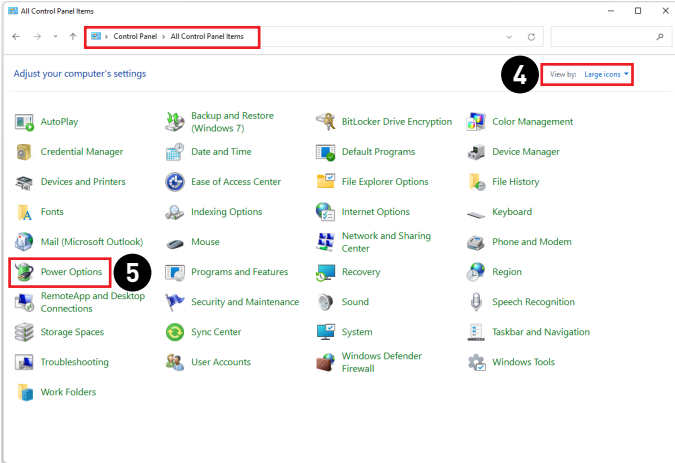 All Control Panel Items
Control Panel › All Control Panel Items
Adjust your computer's settings
4
View by: Large icons
AutoPlay
Backup and Restore
(Windows 7)
BitLocker Drive Encryption
Color Management
Credential Manager
Date and Time
Default Programs
Device Manager
Devices and Printers
Ease of Access Center
File Explorer Options
File History
Fonts
Indexing Options
Internet Options
Keyboard
Mail (Microsoft Outlook)
Mouse
Network and Sharing
Center
Phone and Modem
Power Options
5
Programs and Features
Recovery
Region
RemoteApp and Desktop
Connections
Security and Maintenance
Sound
Speech Recognition
Storage Spaces
Sync Center
System
Taskbar and Navigation
Troubleshooting
User Accounts
Windows Defender
Firewall
Windows Tools
Work Folders